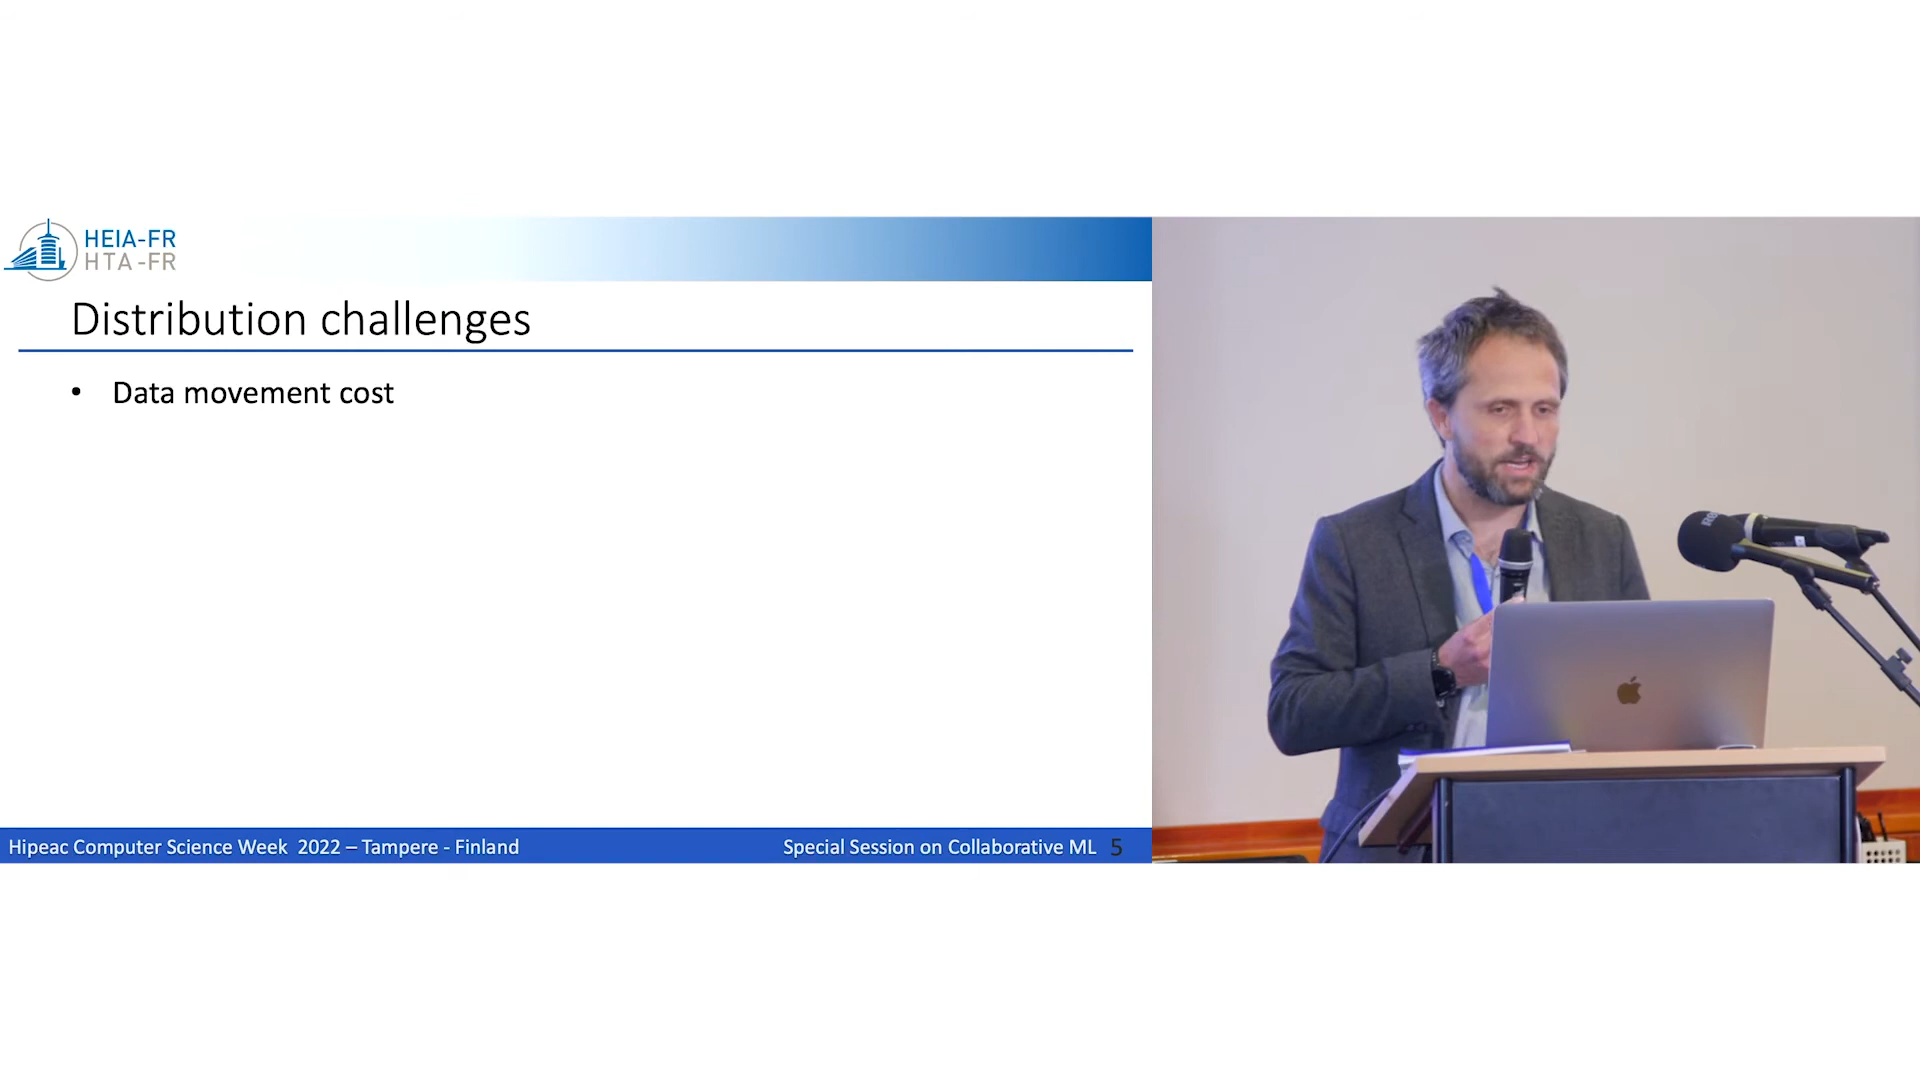 HEIA-FR
HTA-FR
Distribution challenges
• Data movement cost
Hipeac Computer Science Week 2022 – Tampere - Finland
Special Session on Collaborative ML 5